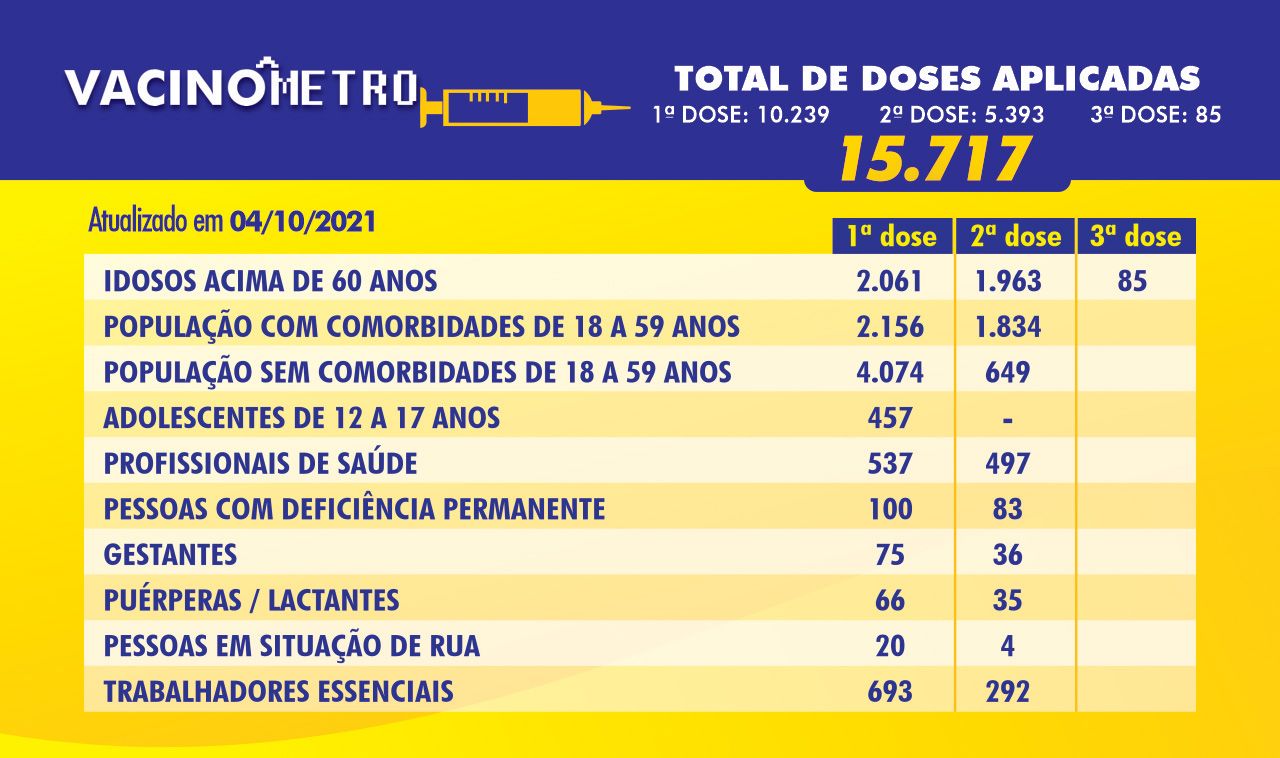 VACINÔMETRO
TOTAL DE DOSES APLICADAS
1ª DOSE: 10.239 2ª DOSE: 5.393 3ª DOSE: 85
15.717
Atualizado em 04/10/2021
1ª dose 2ª dose 3ª dose
IDOSOS ACIMA DE 60 ANOS 2.061 1.963 85
POPULAÇÃO COM COMORBIDADES DE 18 A 59 ANOS 2.156 1.834
POPULAÇÃO SEM COMORBIDADES DE 18 A 59 ANOS 4.074 649
ADOLESCENTES DE 12 A 17 ANOS 457 -
PROFISSIONAIS DE SAÚDE 537 497
PESSOAS COM DEFICIÊNCIA PERMANENTE 100 83
GESTANTES 75 36
PUÉRPERAS / LACTANTES 66 35
PESSOAS EM SITUAÇÃO DE RUA 20 4
TRABALHADORES ESSENCIAIS 693 292